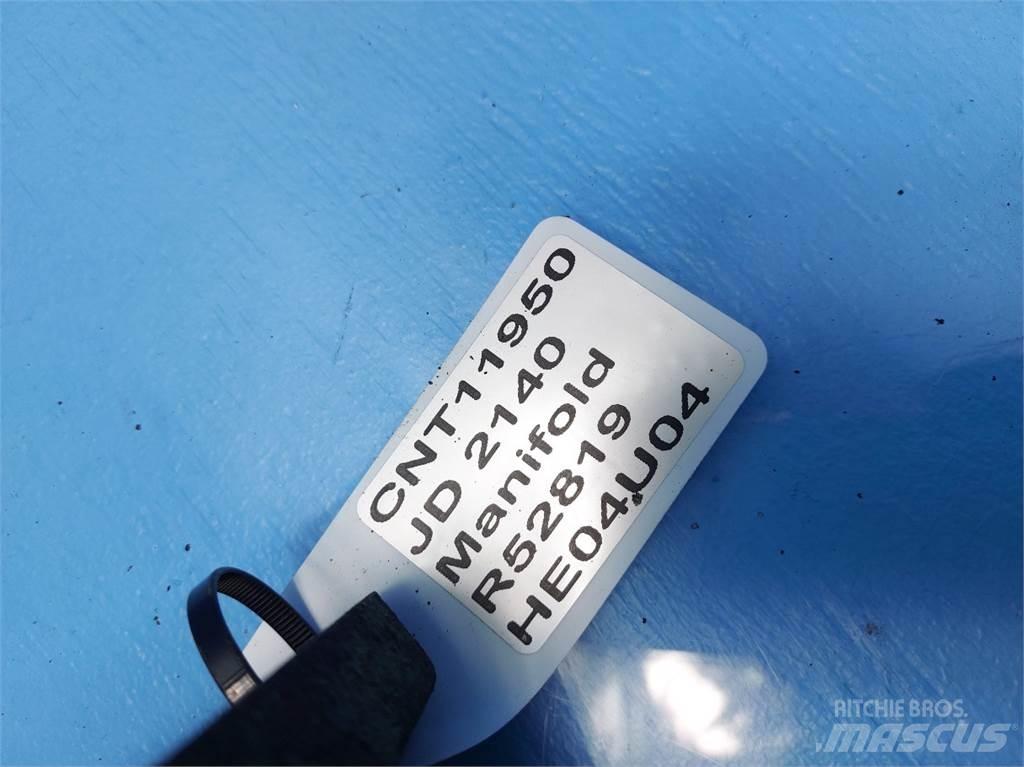 CNT11950
JD 2140
Manifold
R52819
HE04U04
RITCHIE BROS.
MASCUS